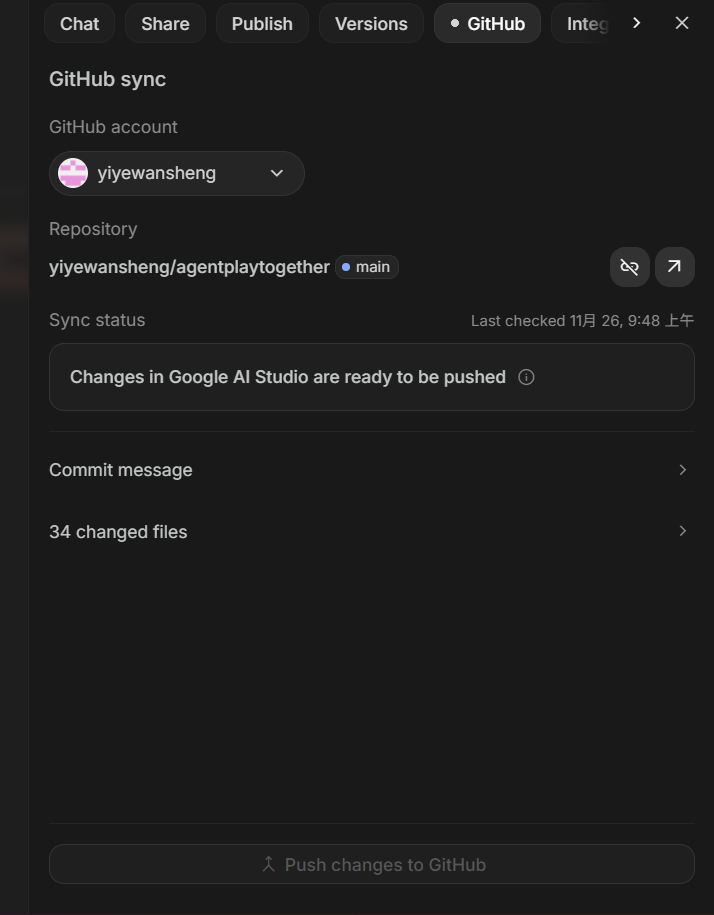 Chat Share Publish Versions GitHub Integ
GitHub sync
GitHub account
yiyewansheng
Repository
yiyewansheng/agentplaytogether main
Sync status Last checked 11月 26, 9:48 上午
Changes in Google AI Studio are ready to be pushed
Commit message
34 changed files
Push changes to GitHub